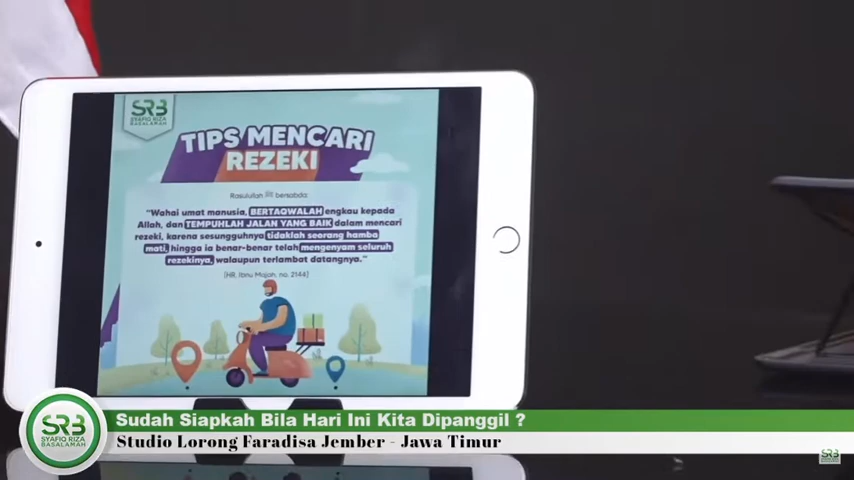 SRB
SYAFIQ RIZA
BASALAMAH
TIPS MENCARI
REZEKI
Rasulullah ﷺ bersabda:
"Wahai umat manusia, BERTAQWALAH engkau kepada
Allah, dan TEMPUHLAH JALAN YANG BAIK dalam mencari
rezeki, karena sesungguhnya tidaklah seorang hamba
mati, hingga ia benar-benar telah mengenyam seluruh
rezekinya, walaupun terlambat datangnya."
(HR. Ibnu Majah, no. 2144)
SRB
SYAFIQ RIZA
BASALAMAH
Sudah Siapkah Bila Hari Ini Kita Dipanggil ?
Studio Lorong Faradisa Jember - Jawa Timur
SRB